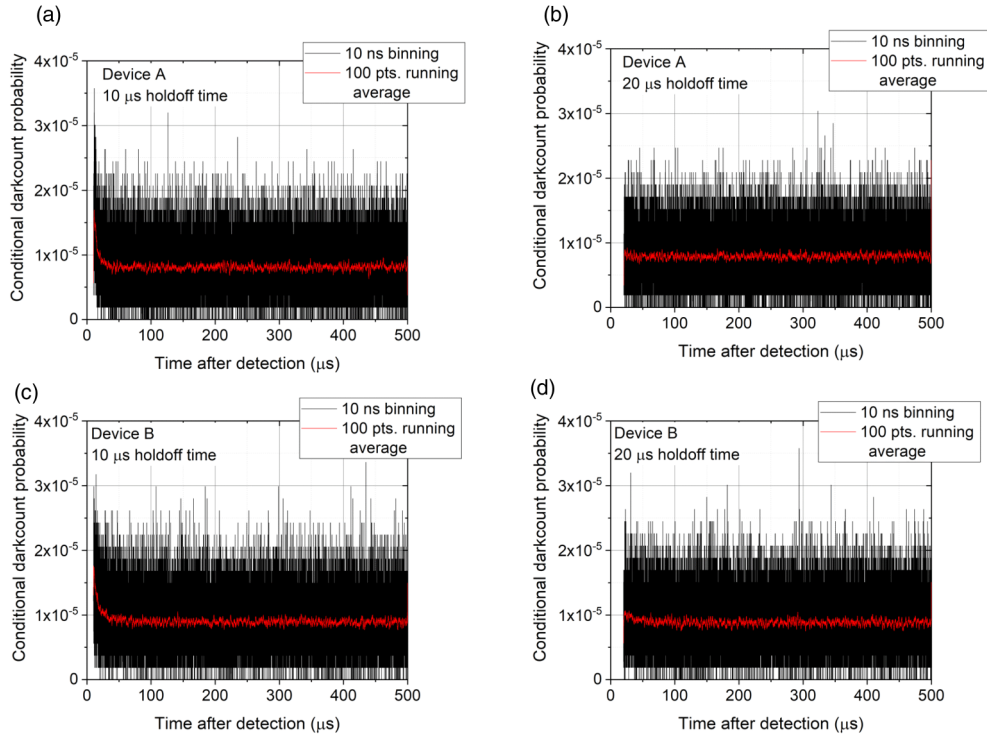 (a)
10 ns binning
100 pts. running
average
Device A
10 μs holdoff time
4x10⁻⁵
3x10⁻⁵
2x10⁻⁵
1x10⁻⁵
0
Conditional darkcount probability
0 100 200 300 400 500
Time after detection (μs)
(b)
10 ns binning
100 pts. running
average
Device A
20 μs holdoff time
4x10⁻⁵
3x10⁻⁵
2x10⁻⁵
1x10⁻⁵
0
Conditional darkcount probability
0 100 200 300 400 500
Time after detection (μs)
(c)
10 ns binning
100 pts. running
average
Device B
10 μs holdoff time
4x10⁻⁵
3x10⁻⁵
2x10⁻⁵
1x10⁻⁵
0
Conditional darkcount probability
0 100 200 300 400 500
Time after detection (μs)
(d)
10 ns binning
100 pts. running
average
Device B
20 μs holdoff time
4x10⁻⁵
3x10⁻⁵
2x10⁻⁵
1x10⁻⁵
0
Conditional darkcount probability
0 100 200 300 400 500
Time after detection (μs)